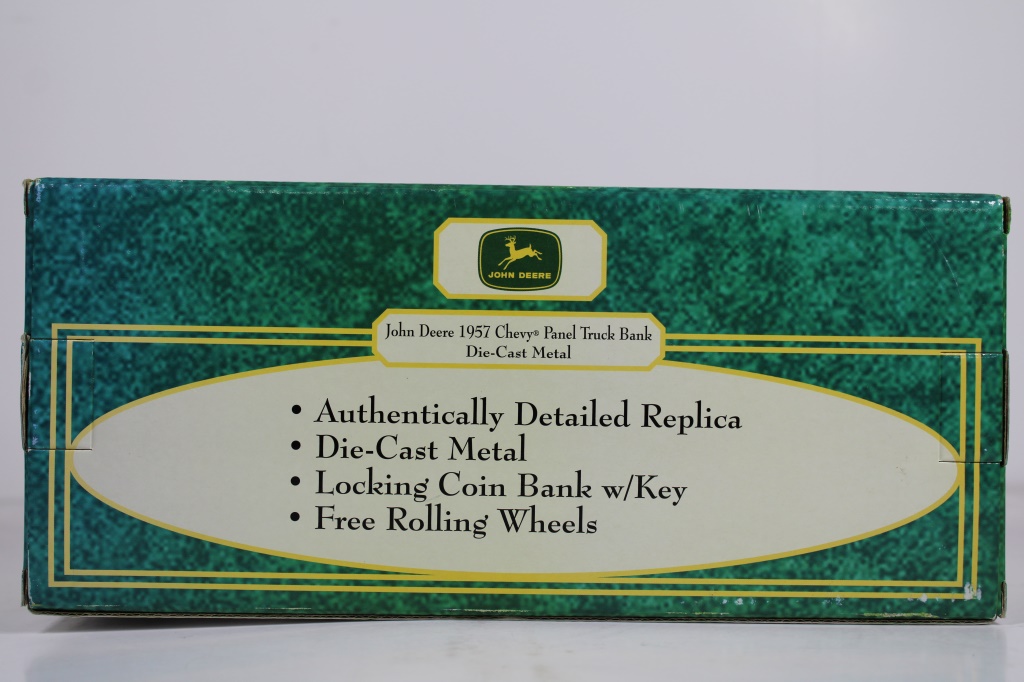 JOHN DEERE
John Deere 1957 Chevy® Panel Truck Bank
Die-Cast Metal
• Authentically Detailed Replica
• Die-Cast Metal
• Locking Coin Bank w/Key
• Free Rolling Wheels